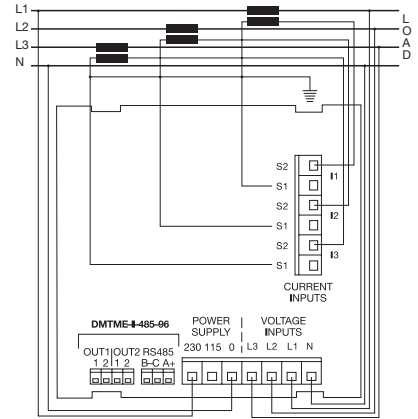 L1
L2
L3
N
L
O
A
D
S2
I1
S1
S2
I2
S1
S2
I3
S1
CURRENT
INPUTS
DMTME-I-485-96
POWER
SUPPLY
VOLTAGE
INPUTS
OUT1 OUT2 RS485
1 2 1 2 B-C A+
230 115 0 L3 L2 L1 N